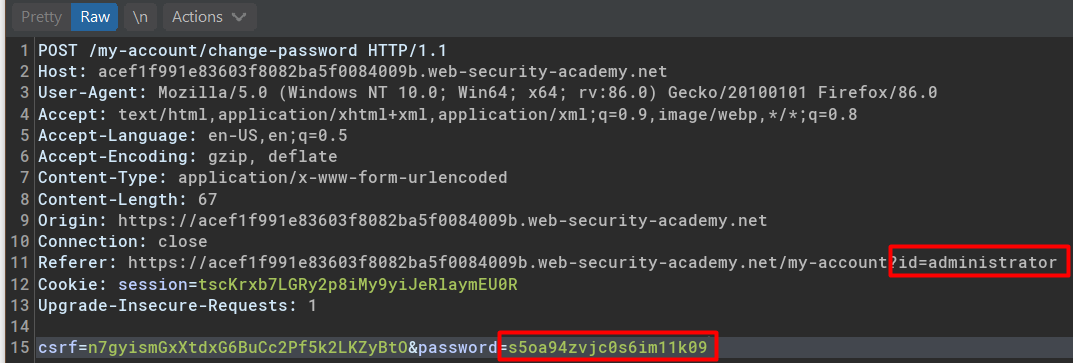 Pretty Raw \n Actions
1 POST /my-account/change-password HTTP/1.1
2 Host: acef1f991e83603f8082ba5f0084009b.web-security-academy.net
3 User-Agent: Mozilla/5.0 (Windows NT 10.0; Win64; x64; rv:86.0) Gecko/20100101 Firefox/86.0
4 Accept: text/html,application/xhtml+xml,application/xml;q=0.9,image/webp,*/*;q=0.8
5 Accept-Language: en-US,en;q=0.5
6 Accept-Encoding: gzip, deflate
7 Content-Type: application/x-www-form-urlencoded
8 Content-Length: 67
9 Origin: https://acef1f991e83603f8082ba5f0084009b.web-security-academy.net
10 Connection: close
11 Referer: https://acef1f991e83603f8082ba5f0084009b.web-security-academy.net/my-account?id=administrator
12 Cookie: session=tscKrxb7LGRy2p8iMy9yiJeRlaymEU0R
13 Upgrade-Insecure-Requests: 1
14
15 csrf=n7gyismGxXtdxG6BuCc2Pf5k2LKZyBtO&password=s5oa94zvjc0s6im11k09